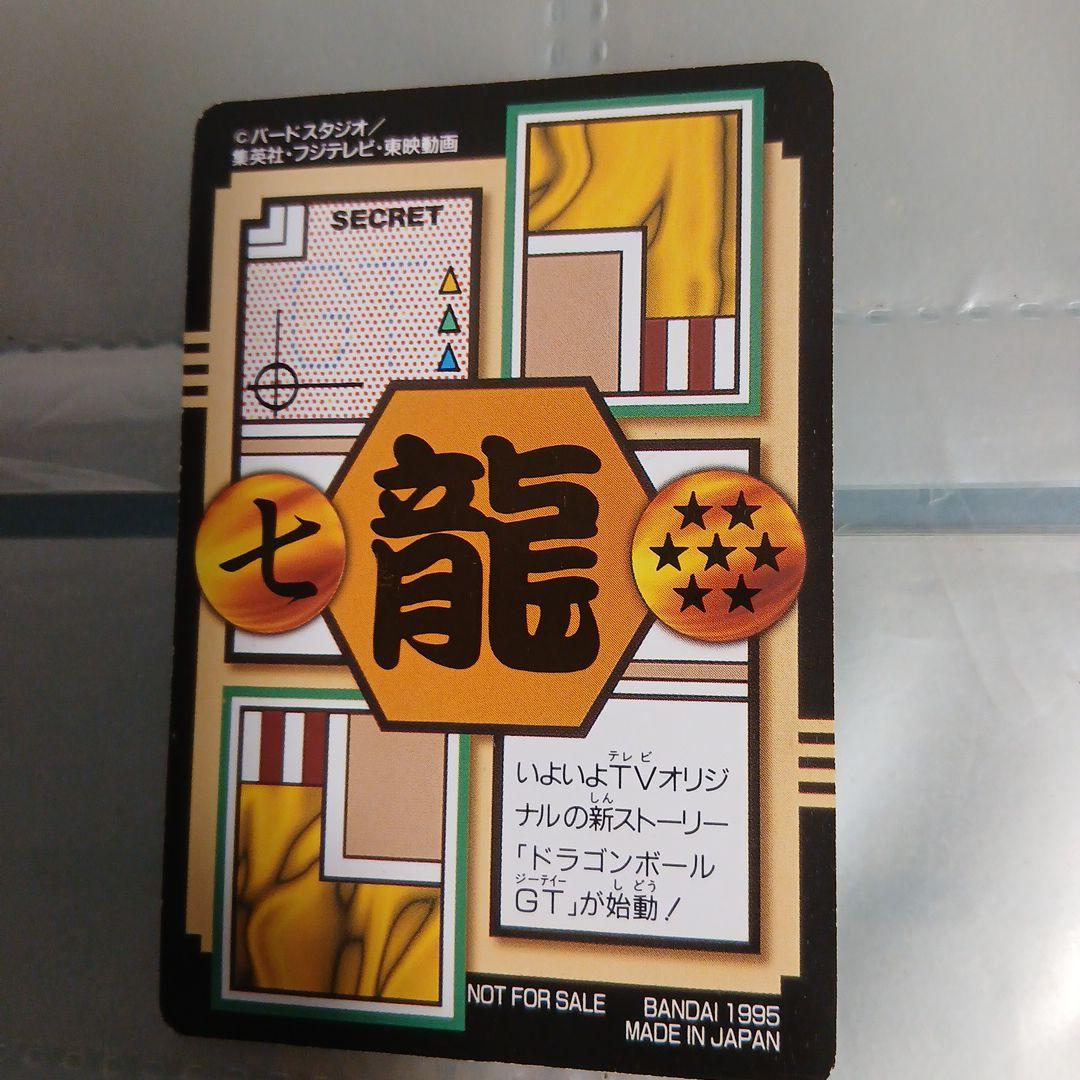 ©バードスタジオ/
集英社・フジテレビ・東映動画
SECRET
七
龍
テレビ
いよいよTVオリジ
しん
ナルの新ストーリー
「ドラゴンボール
ジーティー しどう
GT」が始動!
NOT FOR SALE BANDAI 1995
MADE IN JAPAN